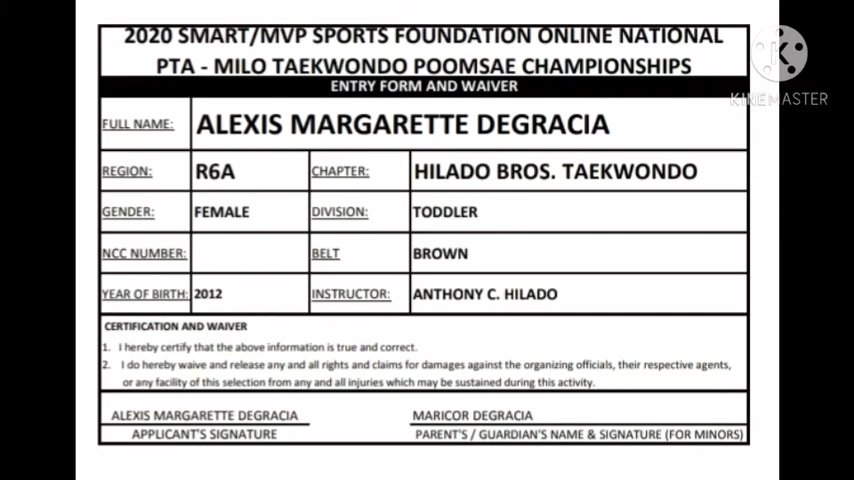 2020 SMART/MVP SPORTS FOUNDATION ONLINE NATIONAL
PTA - MILO TAEKWONDO POOMSAE CHAMPIONSHIPS
ENTRY FORM AND WAIVER
FULL NAME: ALEXIS MARGARETTE DEGRACIA
REGION: R6A CHAPTER: HILADO BROS. TAEKWONDO
GENDER: FEMALE DIVISION: TODDLER
NCC NUMBER: BELT BROWN
YEAR OF BIRTH: 2012 INSTRUCTOR: ANTHONY C. HILADO
CERTIFICATION AND WAIVER
1. I hereby certify that the above information is true and correct.
2. I do hereby waive and release any and all rights and claims for damages against the organizing officials, their respective agents,
or any facility of this selection from any and all injuries which may be sustained during this activity.
ALEXIS MARGARETTE DEGRACIA MARICOR DEGRACIA
APPLICANT'S SIGNATURE PARENT'S / GUARDIAN'S NAME & SIGNATURE (FOR MINORS)
KINEMASTER